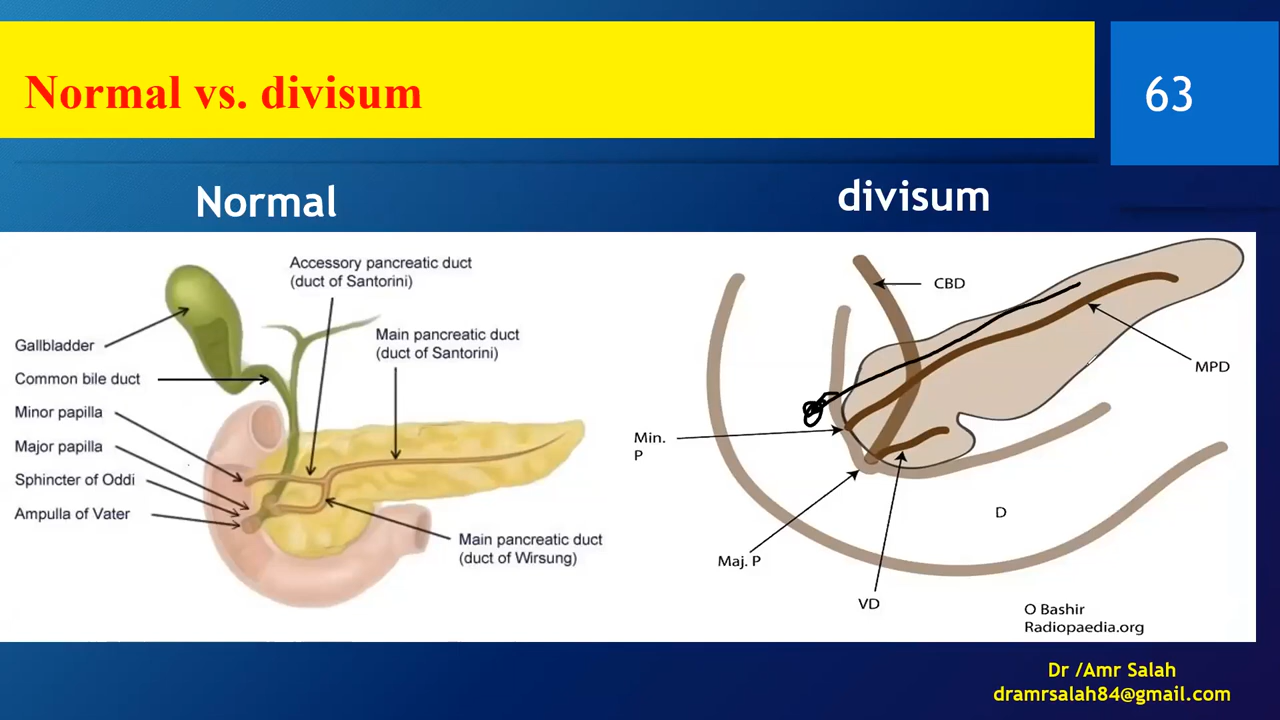 Normal vs. divisum
63
Normal
divisum
Accessory pancreatic duct
(duct of Santorini)
Main pancreatic duct
(duct of Santorini)
Gallbladder
Common bile duct
Minor papilla
Major papilla
Sphincter of Oddi
Ampulla of Vater
Main pancreatic duct
(duct of Wirsung)
CBD
MPD
Min.
P
D
Maj. P
VD
O Bashir
Radiopaedia.org
Dr /Amr Salah
dramrsalah84@gmail.com